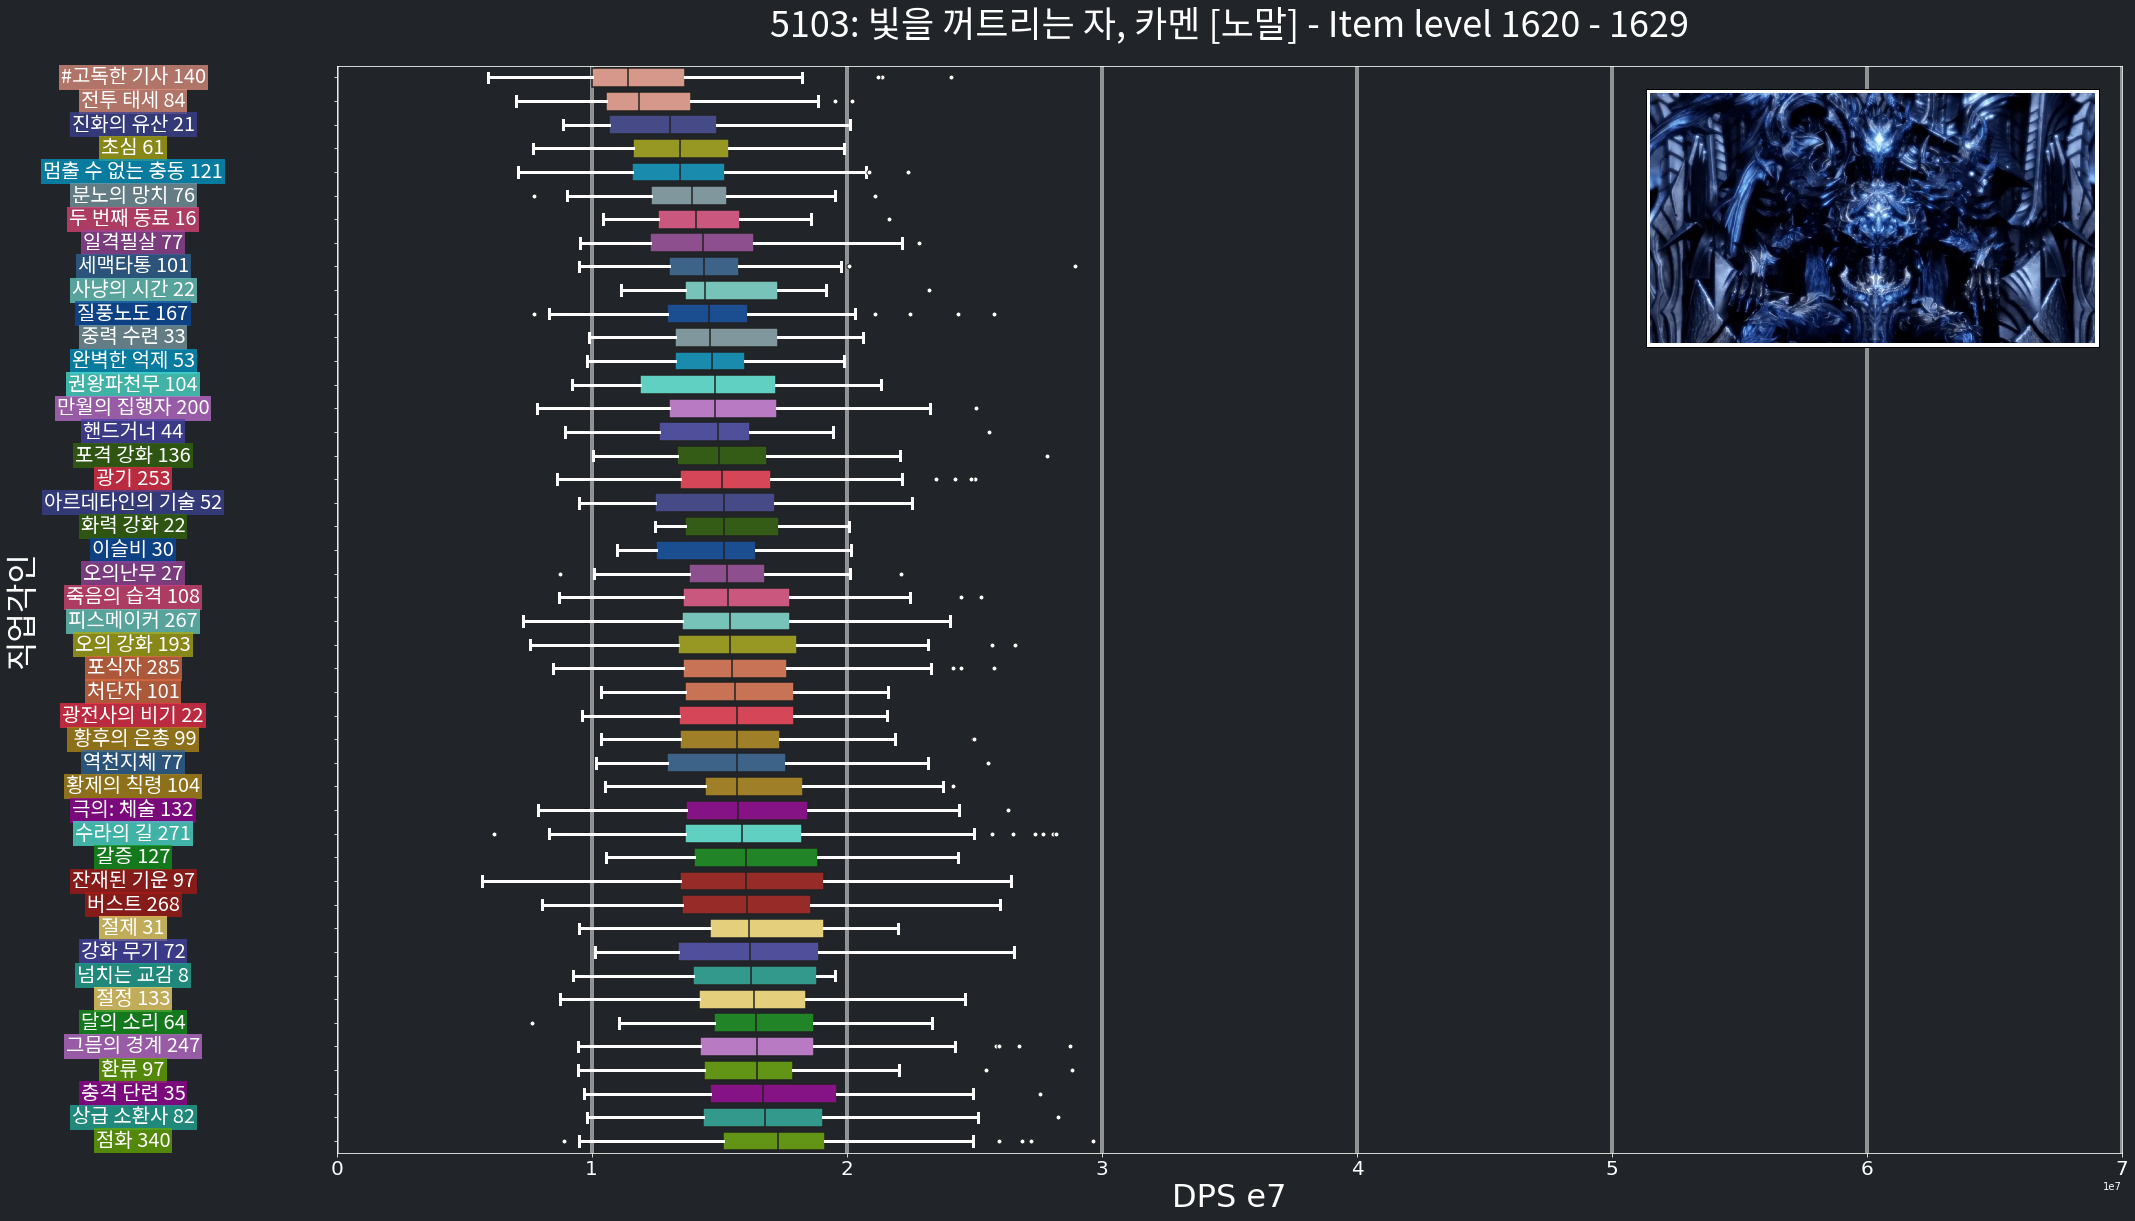 5103: 빛을 꺼트리는 자, 카멘 [노말] - Item level 1620 - 1629
직업각인
#고독한 기사 140
전투 태세 84
진화의 유산 21
초심 61
멈출 수 없는 충동 121
분노의 망치 76
두 번째 동료 16
일격필살 77
세맥타통 101
사냥의 시간 22
질풍노도 167
중력 수련 33
완벽한 억제 53
권왕파천무 104
만월의 집행자 200
핸드거너 44
포격 강화 136
광기 253
아르데타인의 기술 52
화력 강화 22
이슬비 30
오의난무 27
죽음의 습격 108
피스메이커 267
오의 강화 193
포식자 285
처단자 101
광전사의 비기 22
황후의 은총 99
역천지체 77
황제의 칙령 104
극의: 체술 132
수라의 길 271
갈증 127
잔재된 기운 97
버스트 268
절제 31
강화 무기 72
넘치는 교감 8
절정 133
달의 소리 64
그믐의 경계 247
환류 97
충격 단련 35
상급 소환사 82
점화 340
0 1 2 3 4 5 6 7
1e7
DPS e7